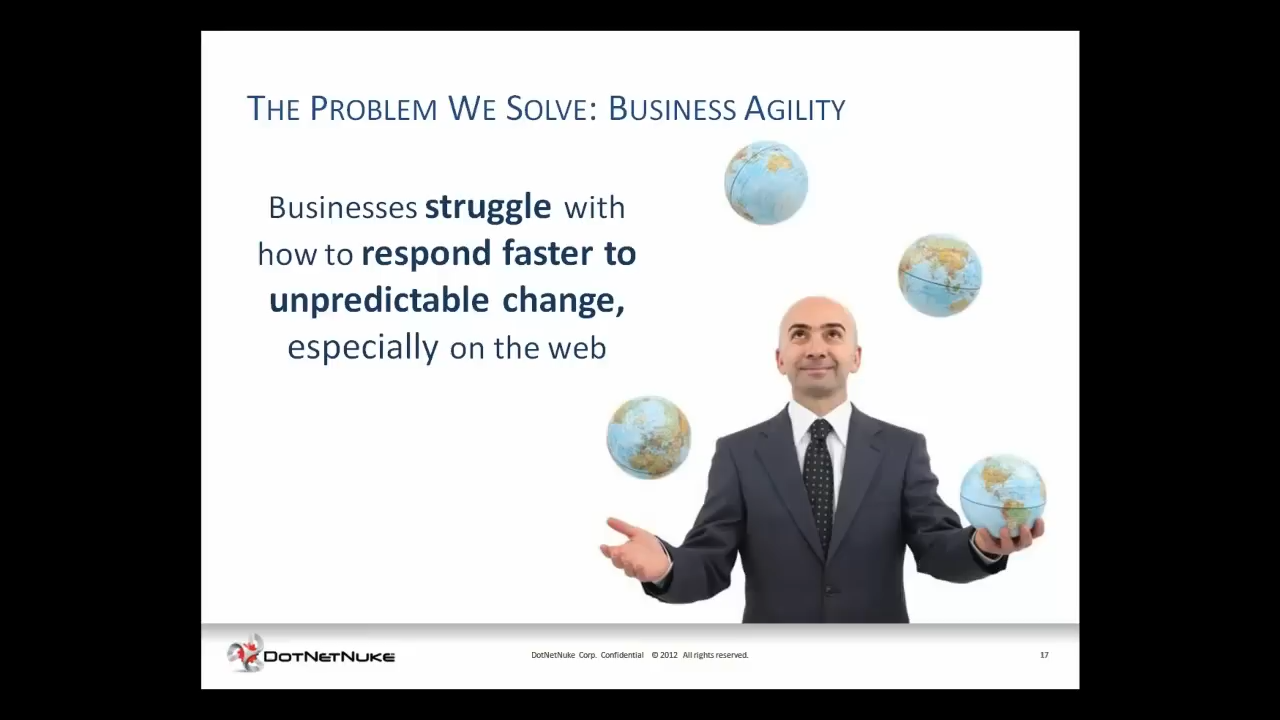 THE PROBLEM WE SOLVE: BUSINESS AGILITY
Businesses struggle with
how to respond faster to
unpredictable change,
especially on the web
DOTNETNUKE
DotNetNuke Corp. Confidential © 2012 All rights reserved.
17